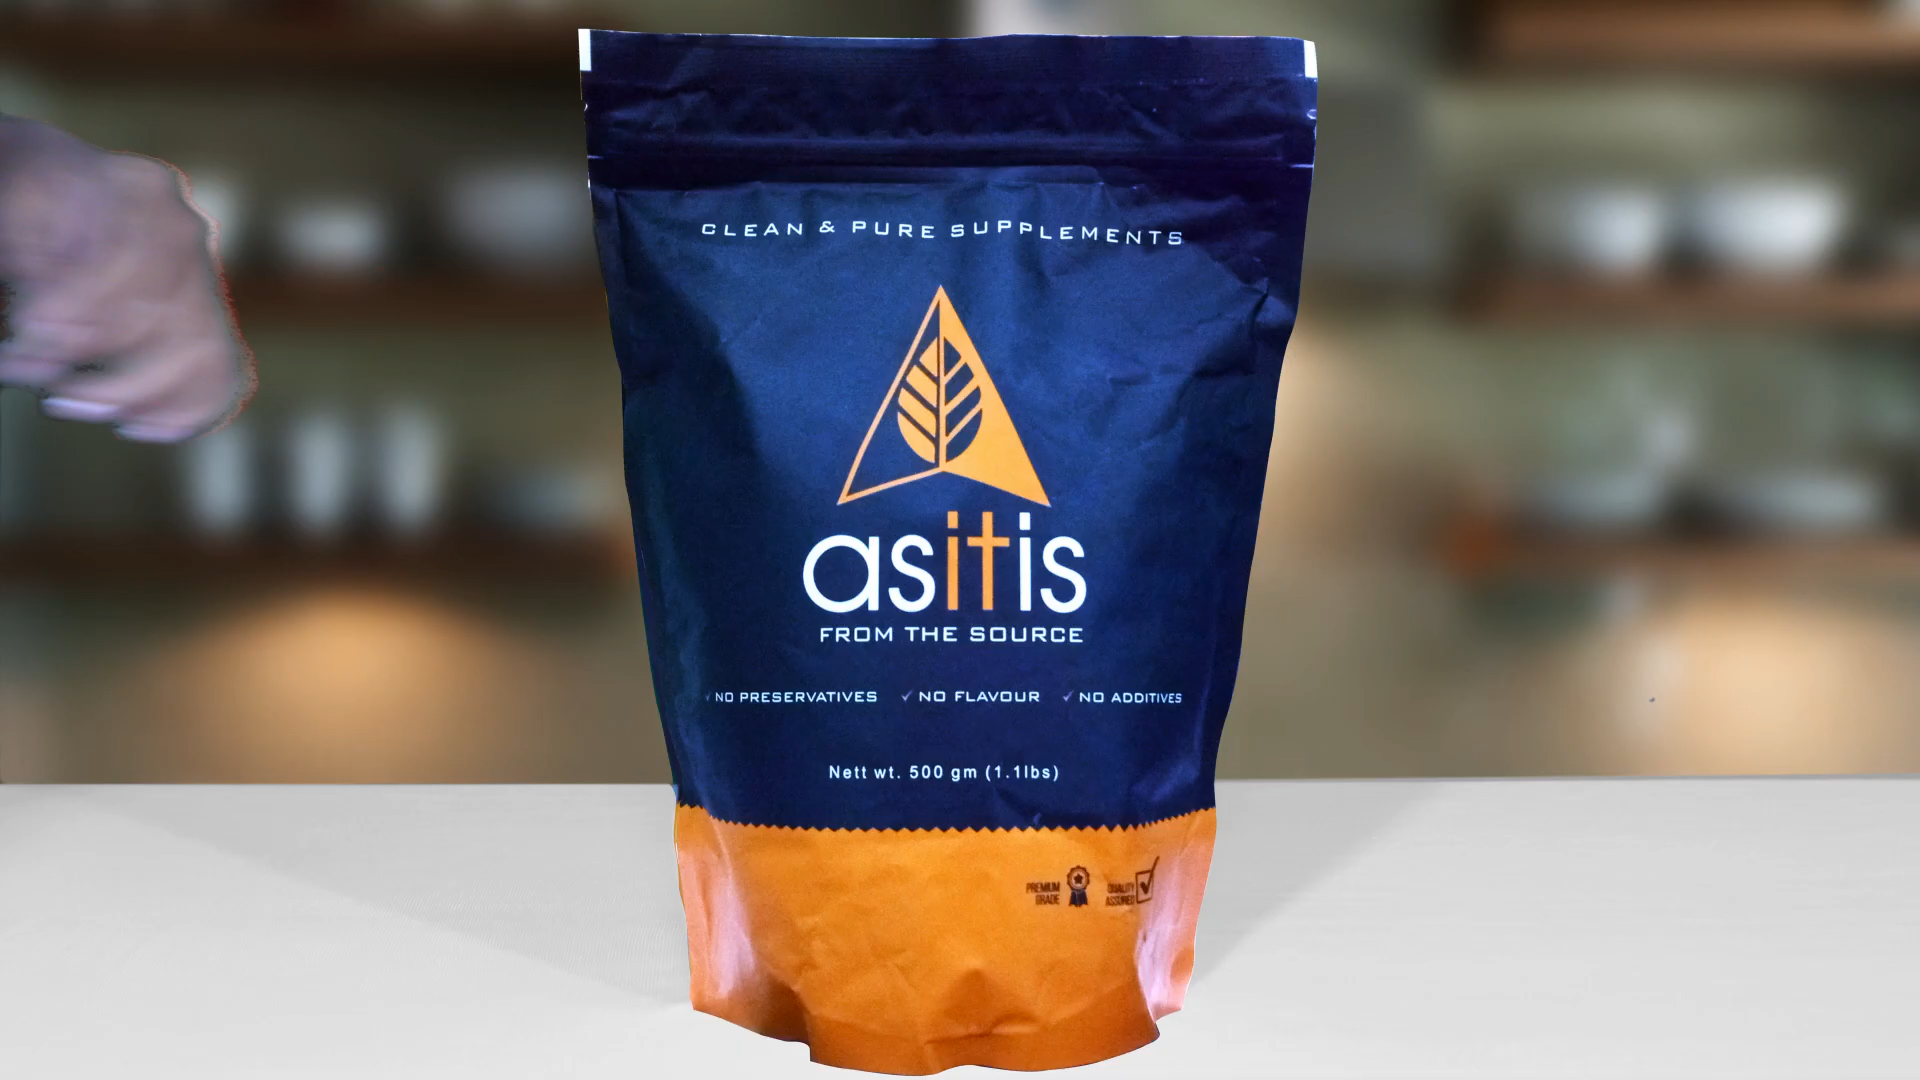 CLEAN & PURE SUPPLEMENTS
asitis
FROM THE SOURCE
NO PRESERVATIVES NO FLAVOUR NO ADDITIVES
Nett wt. 500 gm (1.1lbs)
PREMIUM GRADE
QUALITY ASSURED